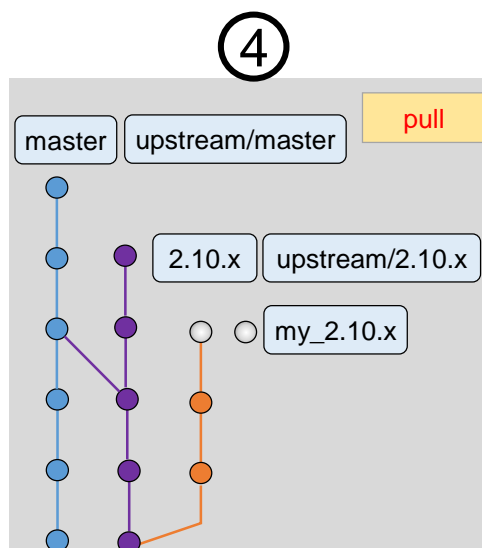 4
pull
master upstream/master
2.10.x upstream/2.10.x
my_2.10.x